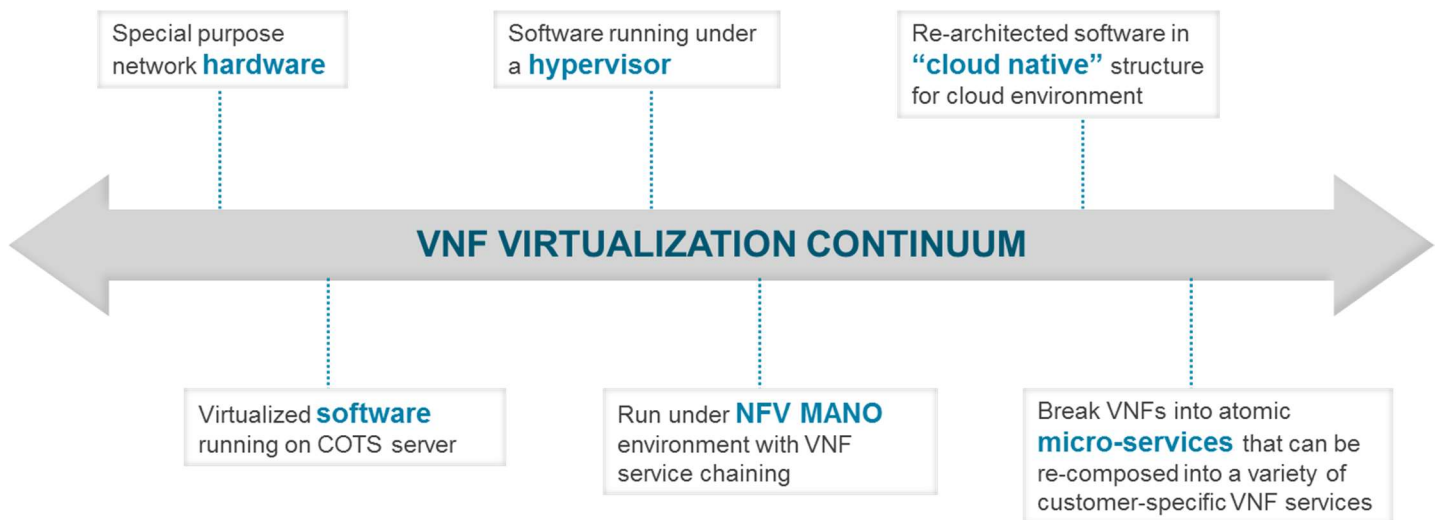 Special purpose
network hardware
Software running under
a hypervisor
Re-architected software in
“cloud native” structure
for cloud environment
VNF VIRTUALIZATION CONTINUUM
Virtualized software
running on COTS server
Run under NFV MANO
environment with VNF
service chaining
Break VNFs into atomic
micro-services that can be
re-composed into a variety of
customer-specific VNF services